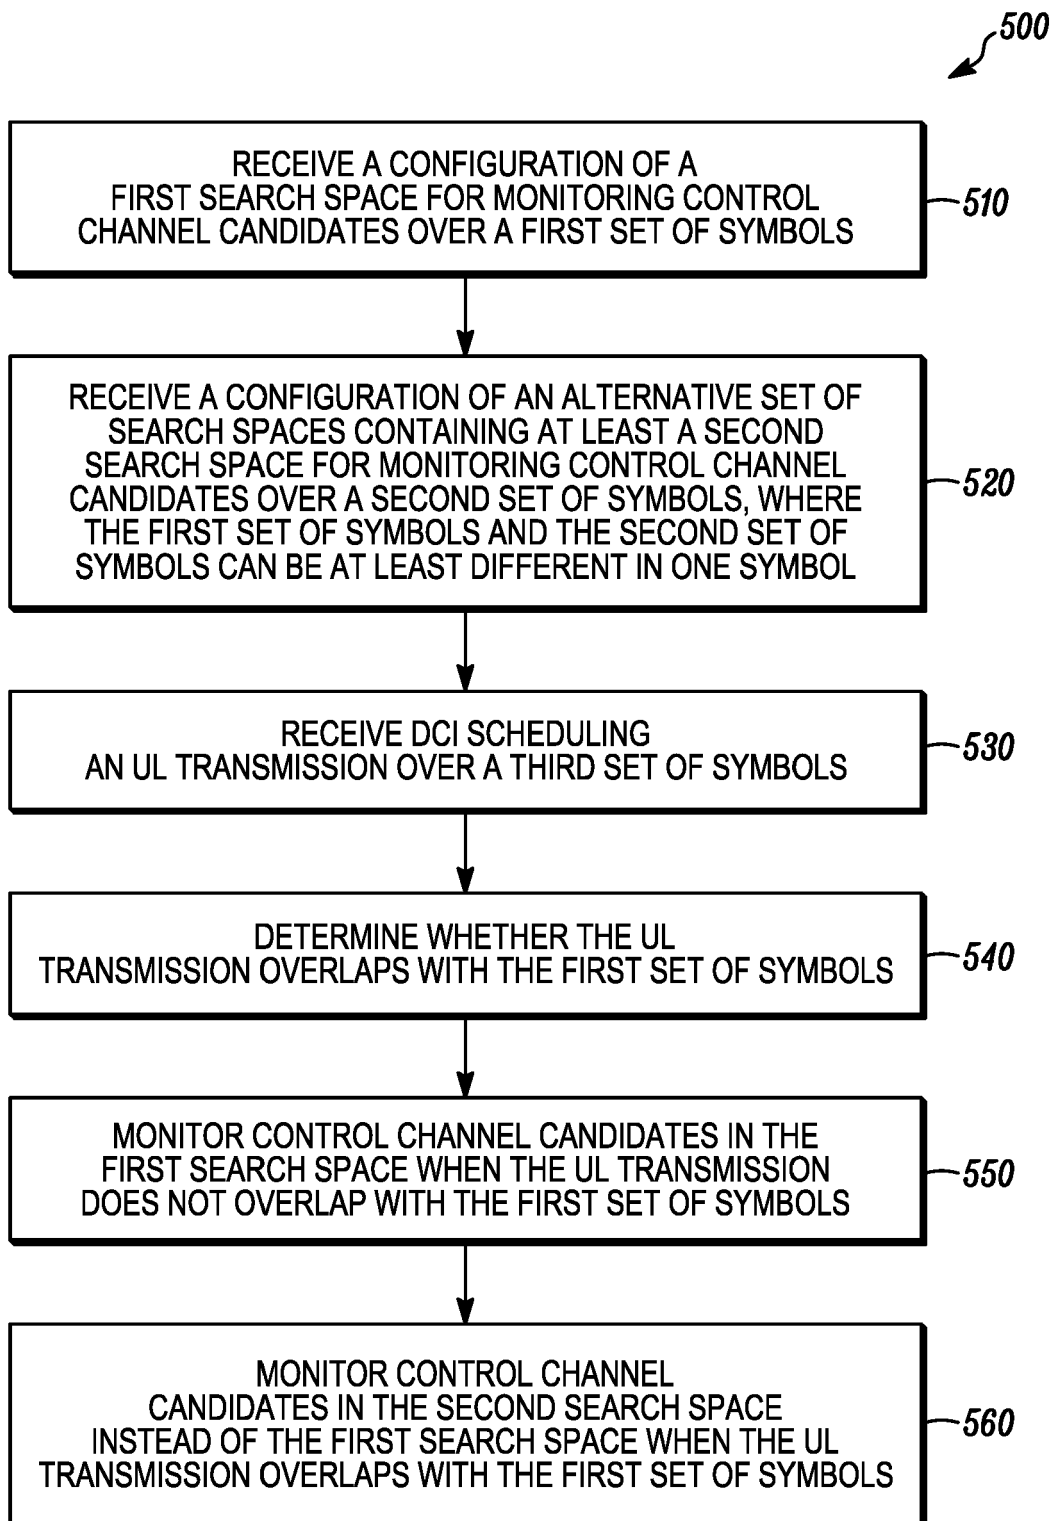 500
RECEIVE A CONFIGURATION OF A
FIRST SEARCH SPACE FOR MONITORING CONTROL
CHANNEL CANDIDATES OVER A FIRST SET OF SYMBOLS
510
RECEIVE A CONFIGURATION OF AN ALTERNATIVE SET OF
SEARCH SPACES CONTAINING AT LEAST A SECOND
SEARCH SPACE FOR MONITORING CONTROL CHANNEL
CANDIDATES OVER A SECOND SET OF SYMBOLS, WHERE
THE FIRST SET OF SYMBOLS AND THE SECOND SET OF
SYMBOLS CAN BE AT LEAST DIFFERENT IN ONE SYMBOL
520
RECEIVE DCI SCHEDULING
AN UL TRANSMISSION OVER A THIRD SET OF SYMBOLS
530
DETERMINE WHETHER THE UL
TRANSMISSION OVERLAPS WITH THE FIRST SET OF SYMBOLS
540
MONITOR CONTROL CHANNEL CANDIDATES IN THE
FIRST SEARCH SPACE WHEN THE UL TRANSMISSION
DOES NOT OVERLAP WITH THE FIRST SET OF SYMBOLS
550
MONITOR CONTROL CHANNEL
CANDIDATES IN THE SECOND SEARCH SPACE
INSTEAD OF THE FIRST SEARCH SPACE WHEN THE UL
TRANSMISSION OVERLAPS WITH THE FIRST SET OF SYMBOLS
560